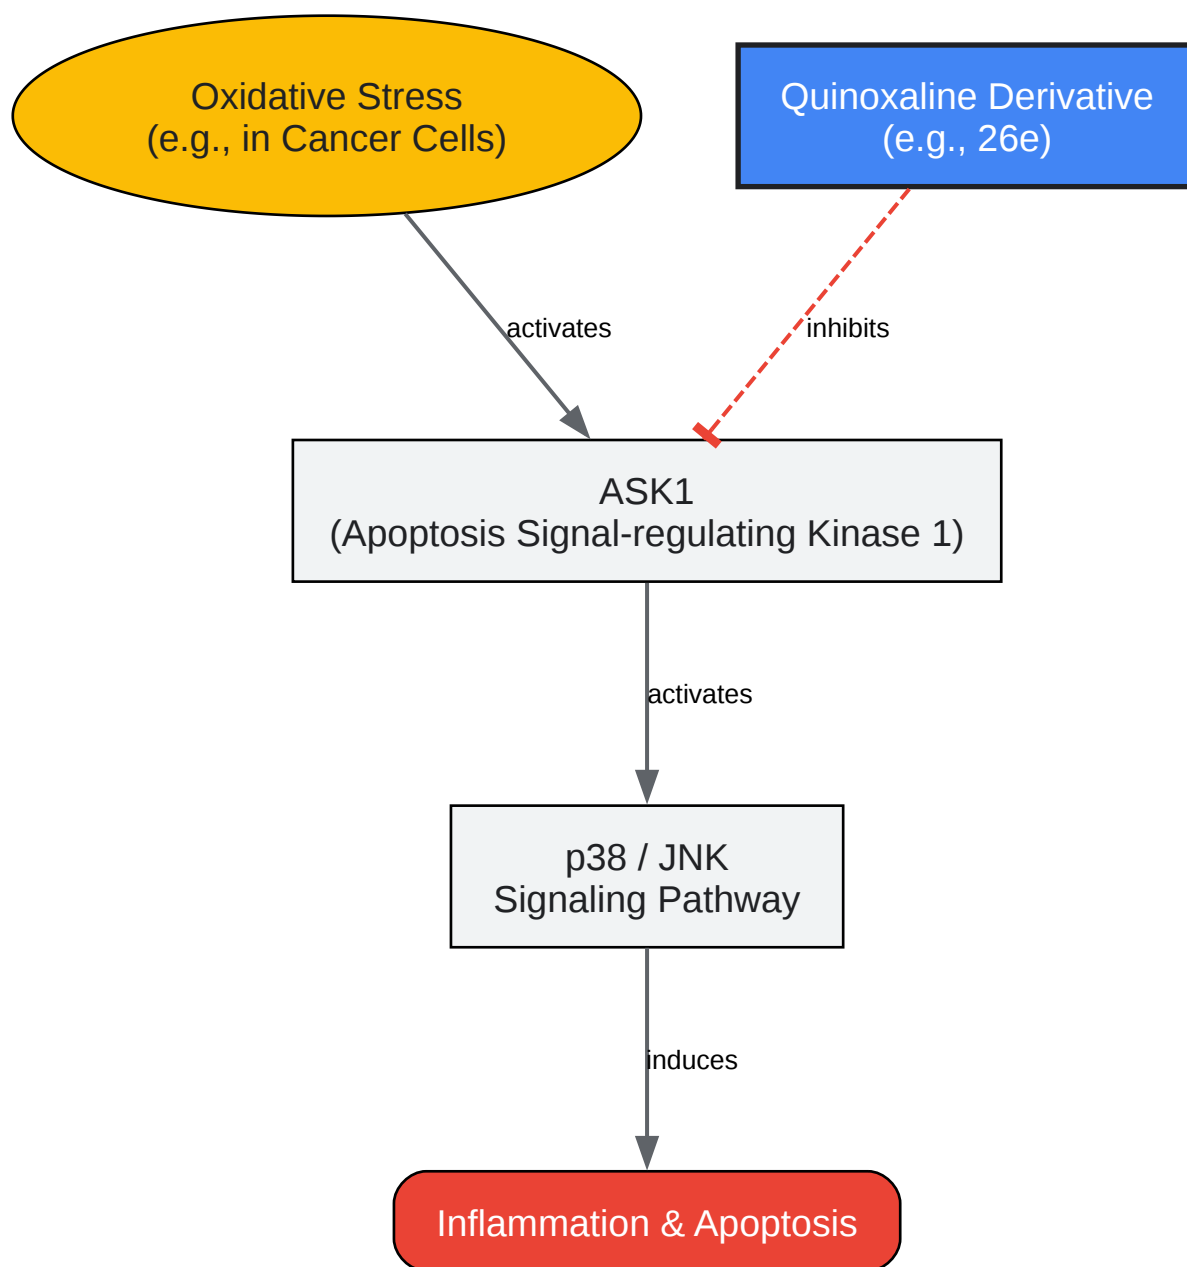 Oxidative Stress
(e.g., in Cancer Cells)
Quinoxaline Derivative
(e.g., 26e)
activates
inhibits
ASK1
(Apoptosis Signal-regulating Kinase 1)
activates
p38 / JNK
Signaling Pathway
induces
Inflammation & Apoptosis